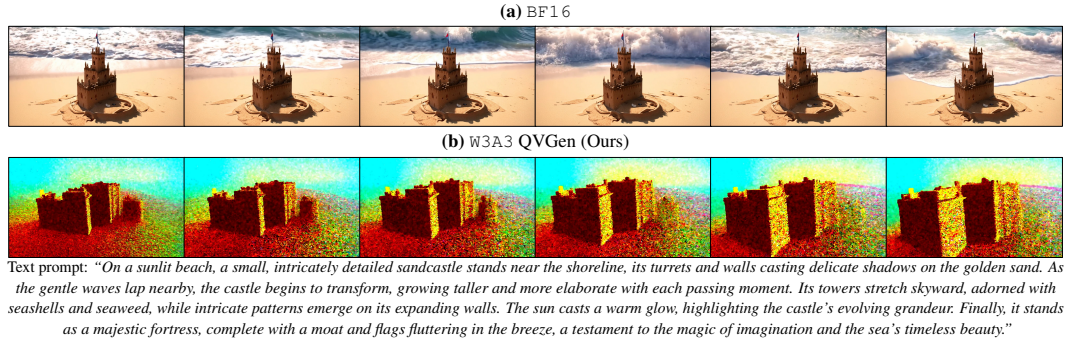 (a) BF16
(b) W3A3 QVGen (Ours)
Text prompt: “On a sunlit beach, a small, intricately detailed sandcastle stands near the shoreline, its turrets and walls casting delicate shadows on the golden sand. As
the gentle waves lap nearby, the castle begins to transform, growing taller and more elaborate with each passing moment. Its towers stretch skyward, adorned with
seashells and seaweed, while intricate patterns emerge on its expanding walls. The sun casts a warm glow, highlighting the castle’s evolving grandeur. Finally, it stands
as a majestic fortress, complete with a moat and flags fluttering in the breeze, a testament to the magic of imagination and the sea’s timeless beauty.”